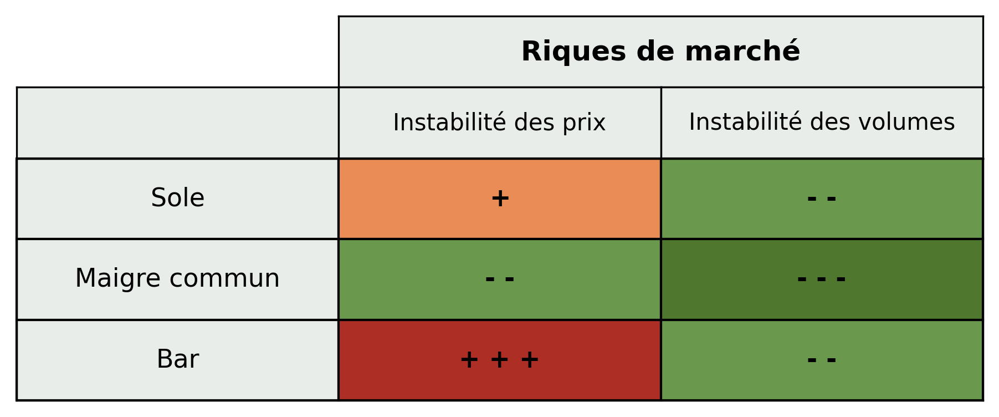 Riques de marché
Instabilité des prix
Instabilité des volumes
Sole
+
- -
Maigre commun
- -
- - -
Bar
+ + +
- -